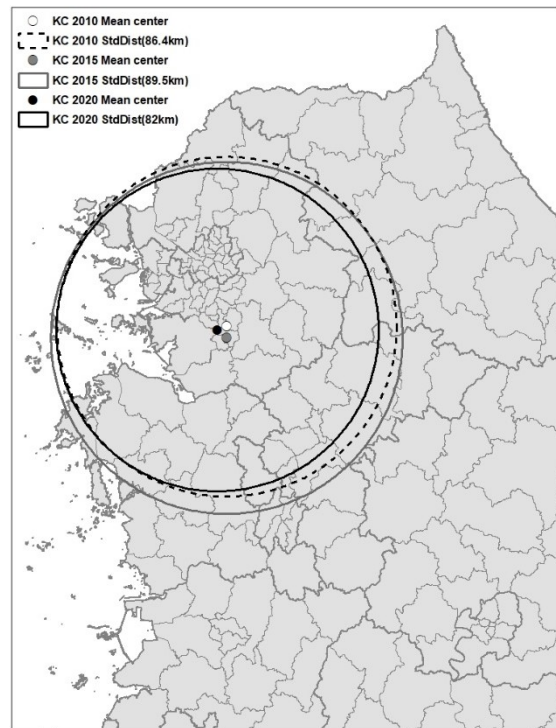 KC 2010 Mean center
KC 2010 StdDist(86.4km)
KC 2015 Mean center
KC 2015 StdDist(89.5km)
KC 2020 Mean center
KC 2020 StdDist(82km)